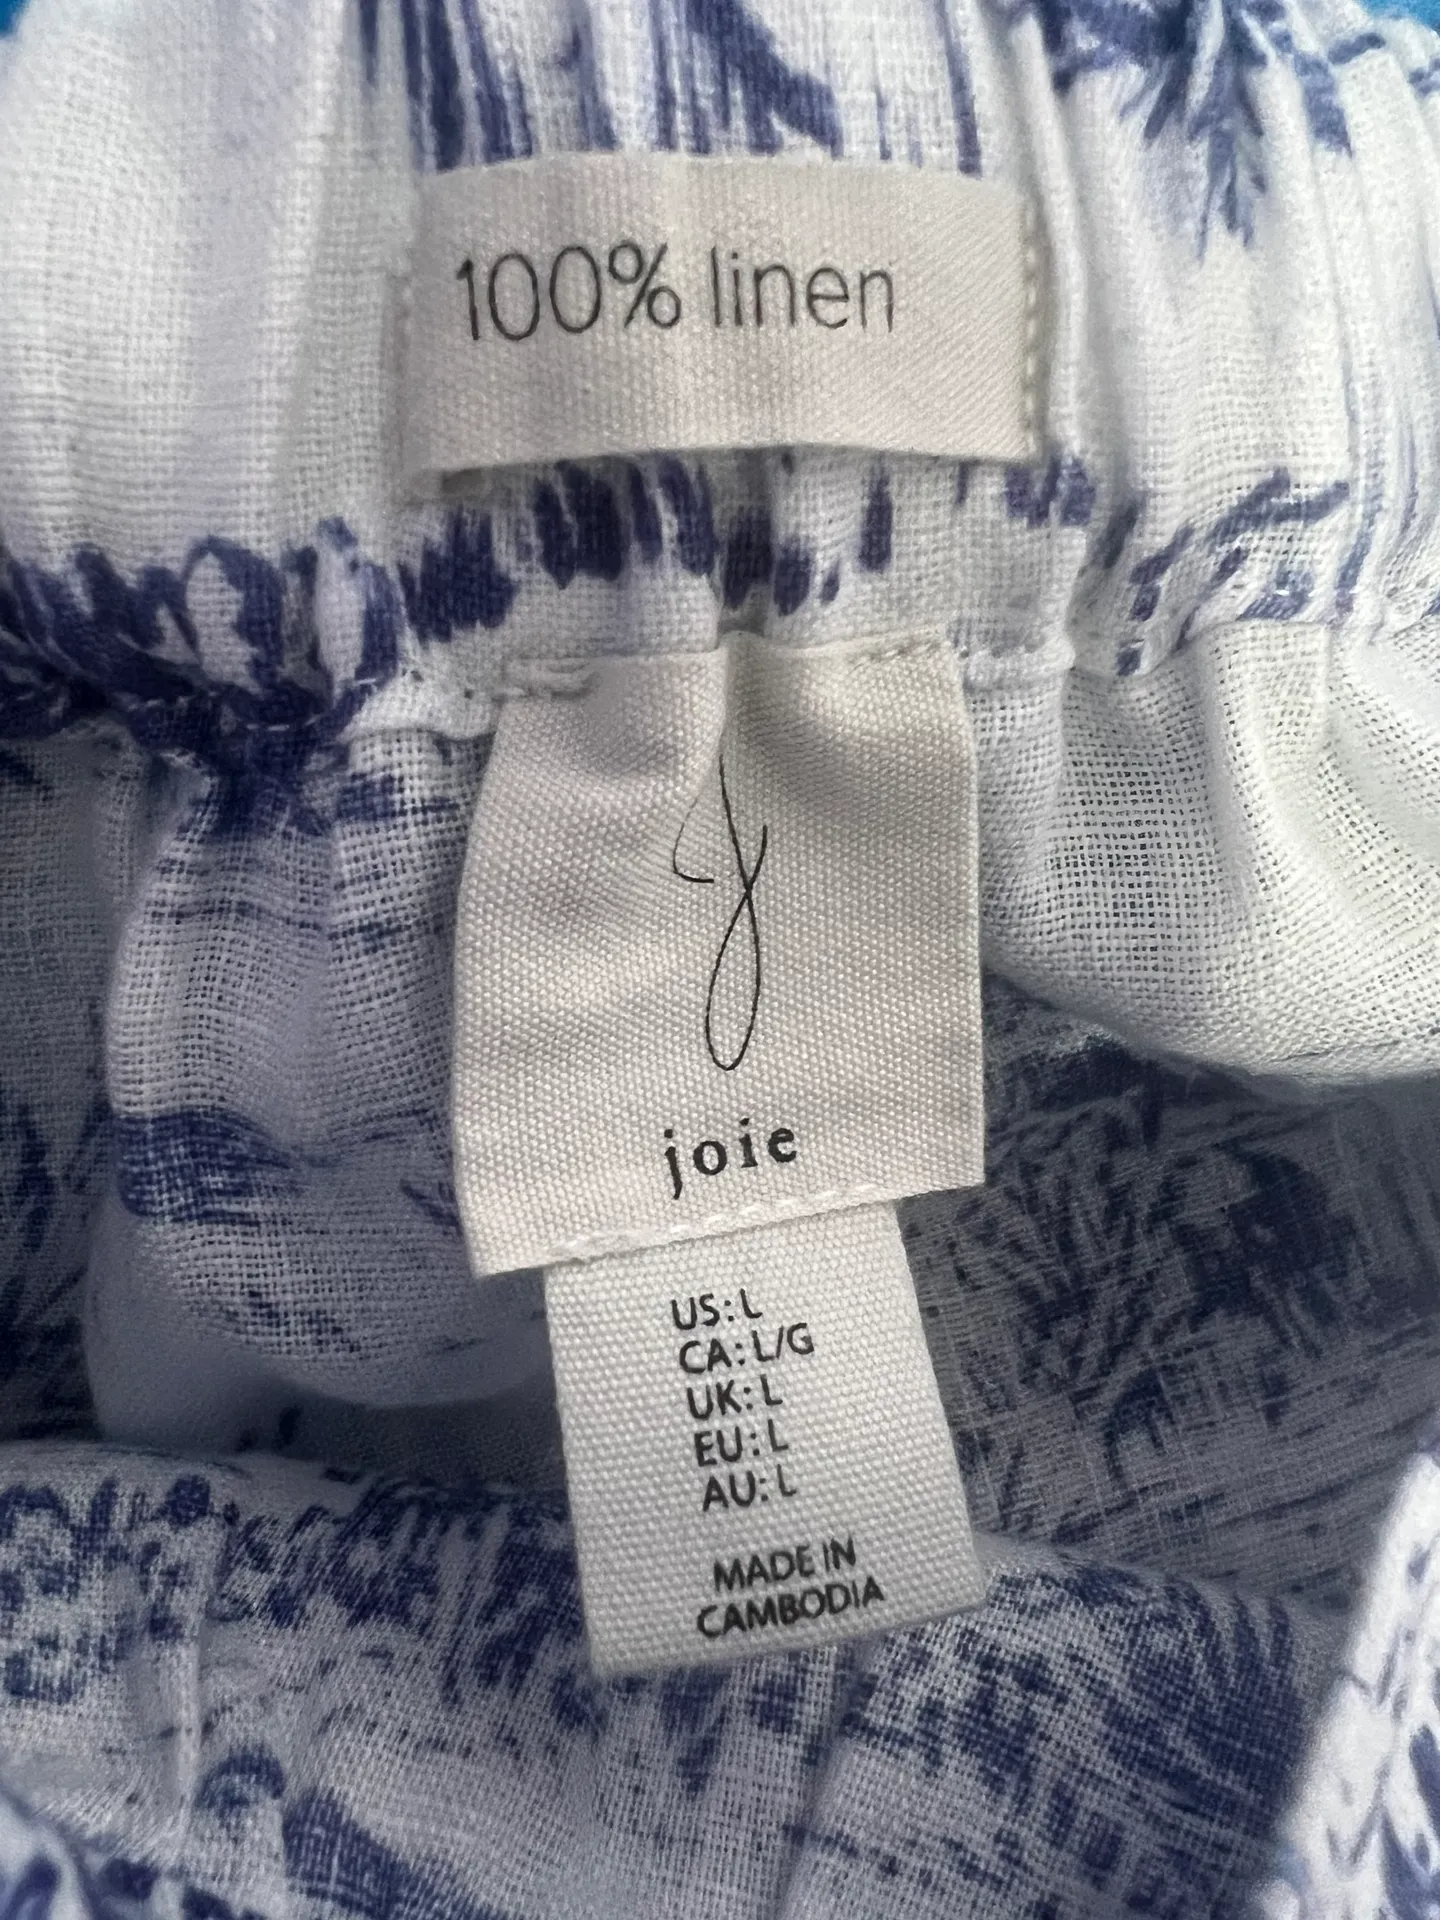 100% linen
j
joie
US: L
CA: L/G
UK: L
EU: L
AU: L
MADE IN
CAMBODIA